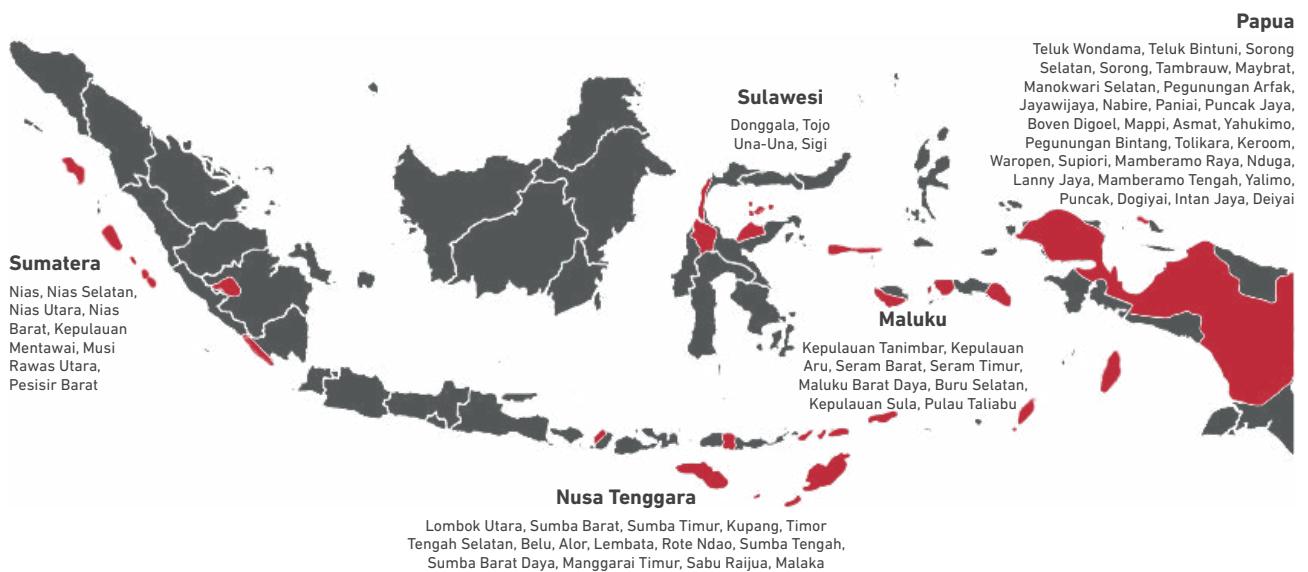 Papua
Teluk Wondama, Teluk Bintuni, Sorong
Selatan, Sorong, Tambrauw, Maybrat,
Manokwari Selatan, Pegunungan Arfak,
Jayawijaya, Nabire, Paniai, Puncak Jaya,
Boven Digoel, Mappi, Asmat, Yahukimo,
Pegunungan Bintang, Tolikara, Keroom,
Waropen, Supiori, Mamberamo Raya, Nduga,
Lanny Jaya, Mamberamo Tengah, Yalimo,
Puncak, Dogiyai, Intan Jaya, Deiyai
Sulawesi
Donggala, Tojo
Una-Una, Sigi
Sumatera
Nias, Nias Selatan,
Nias Utara, Nias
Barat, Kepulauan
Mentawai, Musi
Rawas Utara,
Pesisir Barat
Maluku
Kepulauan Tanimbar, Kepulauan
Aru, Seram Barat, Seram Timur,
Maluku Barat Daya, Buru Selatan,
Kepulauan Sula, Pulau Taliabu
Nusa Tenggara
Lombok Utara, Sumba Barat, Sumba Timur, Kupang, Timor
Tengah Selatan, Belu, Alor, Lembata, Rote Ndao, Sumba Tengah,
Sumba Barat Daya, Manggarai Timur, Sabu Raijua, Malaka